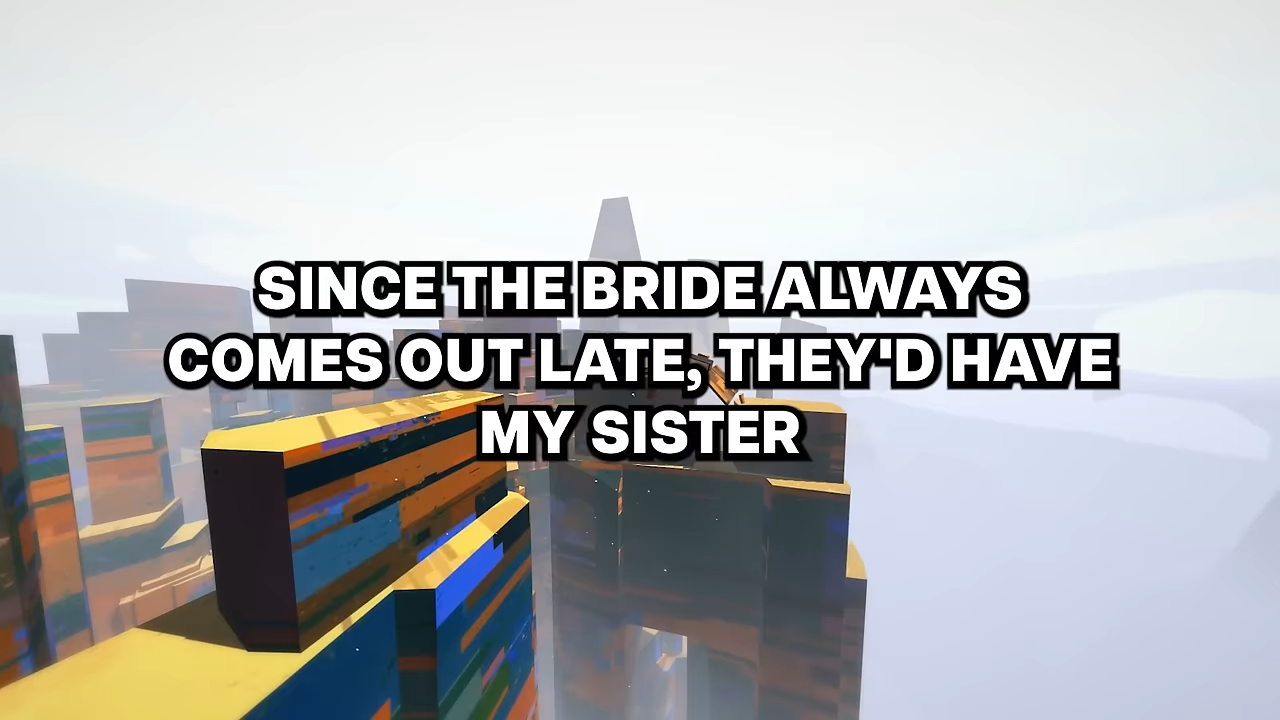 SINCE THE BRIDE ALWAYS
COMES OUT LATE, THEY'D HAVE
MY SISTER